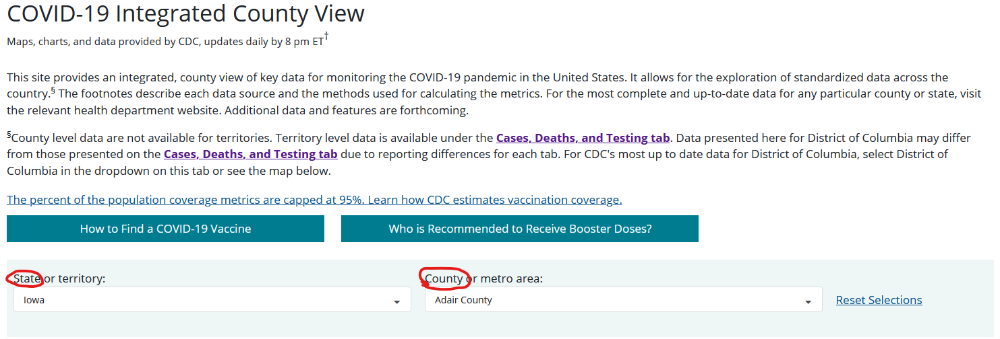 COVID-19 Integrated County View
Maps, charts, and data provided by CDC, updates daily by 8 pm ET†
This site provides an integrated, county view of key data for monitoring the COVID-19 pandemic in the United States. It allows for the exploration of standardized data across the
country.§ The footnotes describe each data source and the methods used for calculating the metrics. For the most complete and up-to-date data for any particular county or state, visit
the relevant health department website. Additional data and features are forthcoming.
§County level data are not available for territories. Territory level data is available under the Cases, Deaths, and Testing tab. Data presented here for District of Columbia may differ
from those presented on the Cases, Deaths, and Testing tab due to reporting differences for each tab. For CDC's most up to date data for District of Columbia, select District of
Columbia in the dropdown on this tab or see the map below.
The percent of the population coverage metrics are capped at 95%. Learn how CDC estimates vaccination coverage.
How to Find a COVID-19 Vaccine
Who is Recommended to Receive Booster Doses?
State or territory:
County or metro area:
Iowa
Adair County
Reset Selections